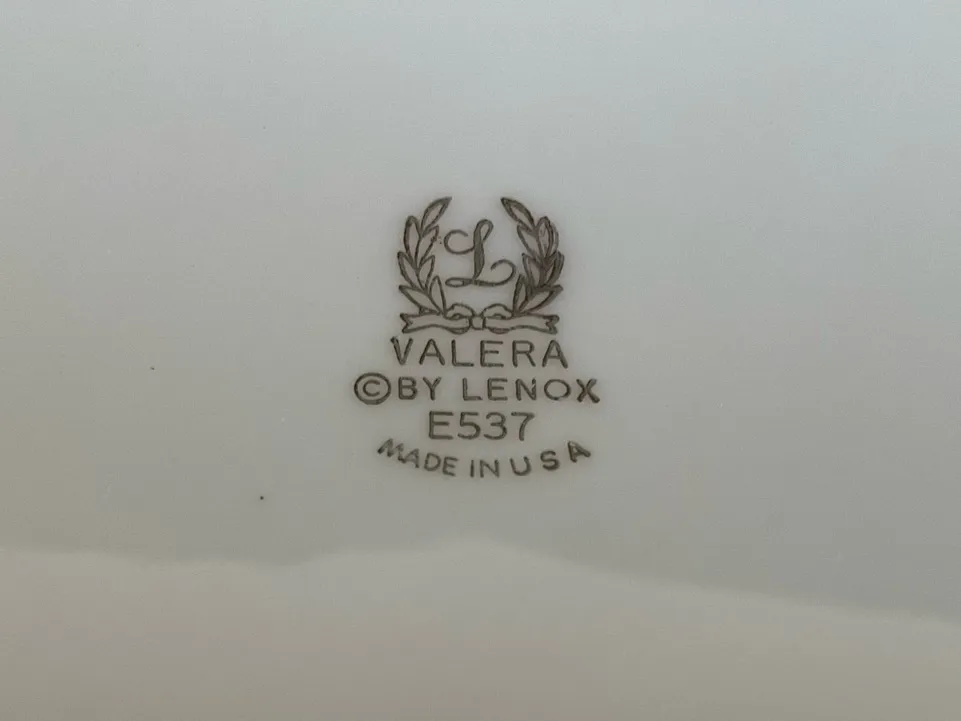 L
VALERA
©BY LENOX
E537
MADE IN USA